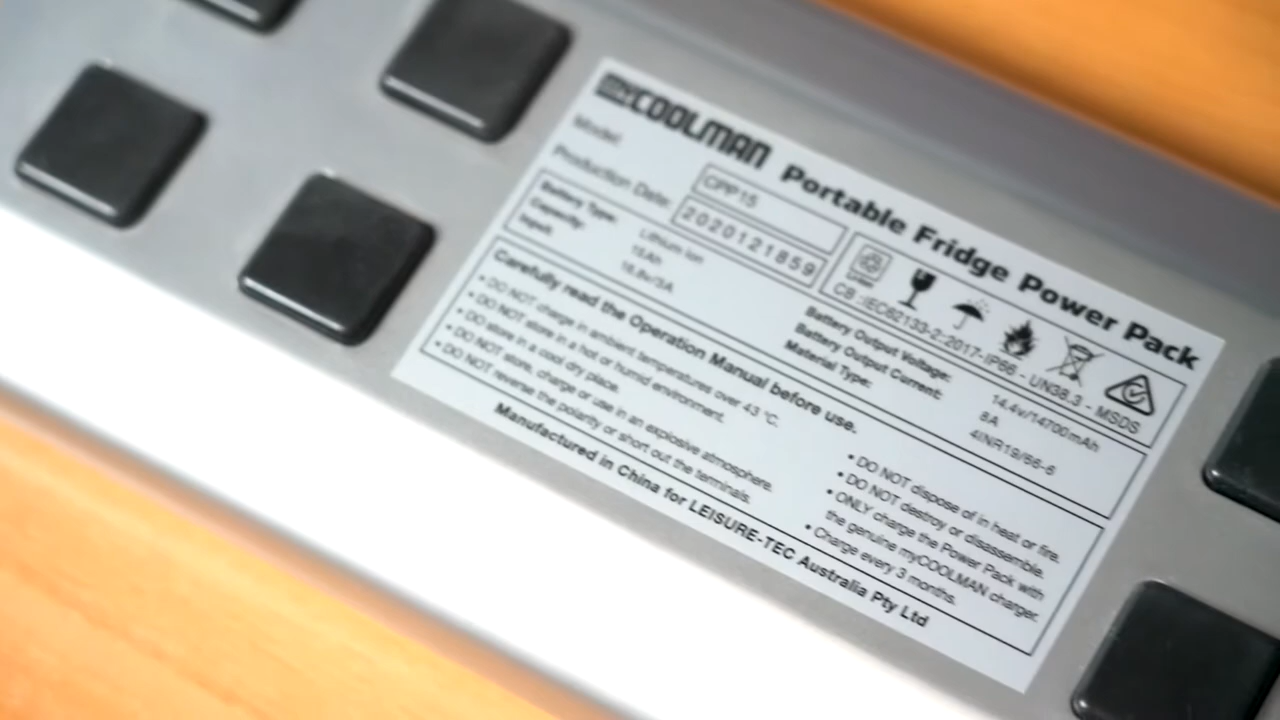 myCOOLMAN Portable Fridge Power Pack
Model CPP15
Production Date: 2020121859
CB :IEC62133-2:2017-IP66 - UN38.3 - MSDS
Battery Type: Lithium Ion
Capacity: 15Ah
Input: 16.8v/3A
Battery Output Voltage: 14.4v/14700mAh
Battery Output Current: 8A
Material Type: 4INR19/66-6
Carefully read the Operation Manual before use.
• DO NOT charge in ambient temperatures over 43 °C.
• DO NOT store in a hot or humid environment.
• DO store in a cool dry place.
• DO NOT store, charge or use in an explosive atmosphere.
• DO NOT reverse the polarity or short out the terminals.
• DO NOT dispose of in heat or fire.
• DO NOT destroy or disassemble.
• ONLY charge the Power Pack with
the genuine myCOOLMAN charger.
• Charge every 3 months.
Manufactured in China for LEISURE-TEC Australia Pty Ltd